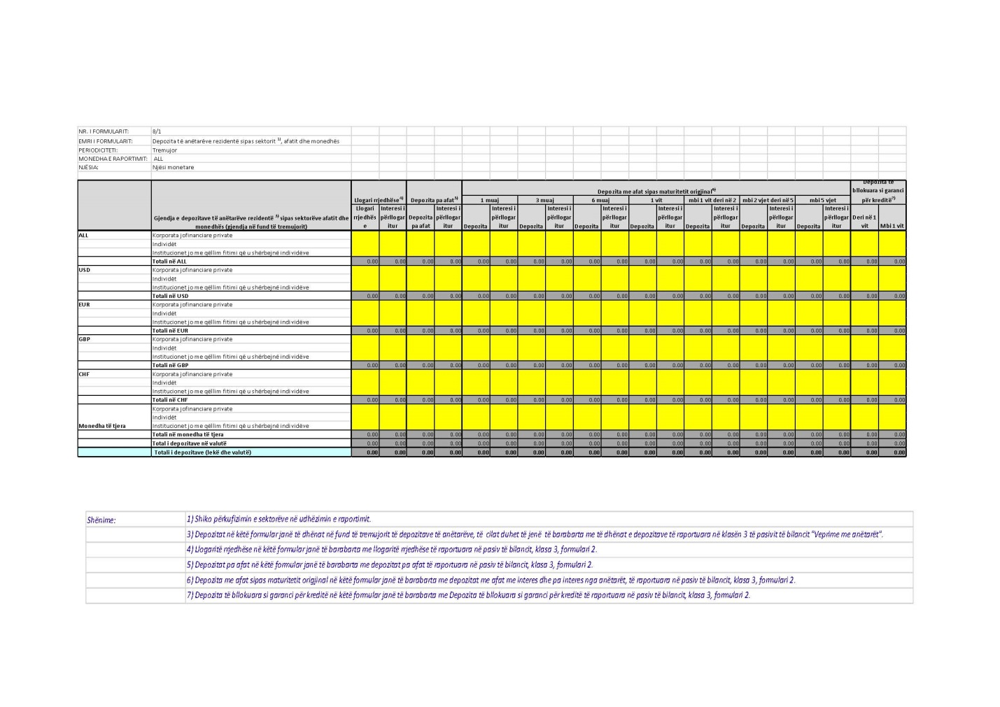 NR. I FORMULARIT: 8/1
EMRI I FORMULARIT: Depozita të anëtarëve rezidentë sipas sektorit 1), afatit dhe monedhës
PERIODICITETI: Tremujor
MONEDHA E RAPORTIMIT: ALL
NJËSIA: Njësi monetare
Gjendja e depozitave të anëtarëve rezidentë 3) sipas sektorëve afatit dhe monedhës (gjendja në fund të tremujorit)
Llogari rrjedhëse4) Depozita pa afat5) Depozita me afat sipas maturitetit origjinal6) Depozita të bllokuara si garanci për kreditë7)
1 muaj 3 muaj 6 muaj 1 vit mbi 1 vit deri në 2 mbi 2 vjet deri në 5 mbi 5 vjet
Llogari rrjedhëse Interesi i përllogaritur Depozita pa afat Interesi i përllogaritur Depozita Interesi i përllogaritur Depozita Interesi i përllogaritur Depozita Interesi i përllogaritur Depozita Interesi i përllogaritur Depozita Interesi i përllogaritur Depozita Interesi i përllogaritur Depozita Interesi i përllogaritur Deri në 1 vit Mbi 1 vit
ALL Korporata jofinanciare private
Individët
Institucionet jo me qëllim fitimi që u shërbejnë individëve
Totali në ALL 0.00 0.00 0.00 0.00 0.00 0.00 0.00 0.00 0.00 0.00 0.00 0.00 0.00 0.00 0.00 0.00 0.00 0.00 0.00 0.00
USD Korporata jofinanciare private
Individët
Institucionet jo me qëllim fitimi që u shërbejnë individëve
Totali në USD 0.00 0.00 0.00 0.00 0.00 0.00 0.00 0.00 0.00 0.00 0.00 0.00 0.00 0.00 0.00 0.00 0.00 0.00 0.00 0.00
EUR Korporata jofinanciare private
Individët
Institucionet jo me qëllim fitimi që u shërbejnë individëve
Totali në EUR 0.00 0.00 0.00 0.00 0.00 0.00 0.00 0.00 0.00 0.00 0.00 0.00 0.00 0.00 0.00 0.00 0.00 0.00 0.00 0.00
GBP Korporata jofinanciare private
Individët
Institucionet jo me qëllim fitimi që u shërbejnë individëve
Totali në GBP 0.00 0.00 0.00 0.00 0.00 0.00 0.00 0.00 0.00 0.00 0.00 0.00 0.00 0.00 0.00 0.00 0.00 0.00 0.00 0.00
CHF Korporata jofinanciare private
Individët
Institucionet jo me qëllim fitimi që u shërbejnë individëve
Totali në CHF 0.00 0.00 0.00 0.00 0.00 0.00 0.00 0.00 0.00 0.00 0.00 0.00 0.00 0.00 0.00 0.00 0.00 0.00 0.00 0.00
Korporata jofinanciare private
Individët
Monedha të tjera Institucionet jo me qëllim fitimi që u shërbejnë individëve
Totali në monedha të tjera 0.00 0.00 0.00 0.00 0.00 0.00 0.00 0.00 0.00 0.00 0.00 0.00 0.00 0.00 0.00 0.00 0.00 0.00 0.00 0.00
Total i depozitave në valutë 0.00 0.00 0.00 0.00 0.00 0.00 0.00 0.00 0.00 0.00 0.00 0.00 0.00 0.00 0.00 0.00 0.00 0.00 0.00 0.00
Totali i depozitave (lekë dhe valutë) 0.00 0.00 0.00 0.00 0.00 0.00 0.00 0.00 0.00 0.00 0.00 0.00 0.00 0.00 0.00 0.00 0.00 0.00 0.00 0.00
Shënime: 1) Shiko përkufizimin e sektorëve në udhëzimin e raportimit.
3) Depozitat në këtë formular janë të dhënat në fund të tremujorit të depozitave të anëtarëve, të cilat duhet të jenë të barabarta me të dhënat e depozitave të raportuara në klasën 3 të pasivit të bilancit "Veprime me anëtarët".
4) Llogaritë rrjedhëse në këtë formular janë të barabarta me llogaritë rrjedhëse të raportuara në pasiv të bilancit, klasa 3, formulari 2.
5) Depozitat pa afat në këtë formular janë të barabarta me depozitat pa afat të raportuara në pasiv të bilancit, klasa 3, formulari 2.
6) Depozita me afat sipas maturitetit origjinal në këtë formular janë të barabarta me depozitat me afat me interes dhe pa interes nga anëtarët, të raportuara në pasiv të bilancit, klasa 3, formulari 2.
7) Depozita të bllokuara si garanci për kreditë në këtë formular janë të barabarta me Depozita të bllokuara si garanci për kreditë të raportuara në pasiv të bilancit, klasa 3, formulari 2.